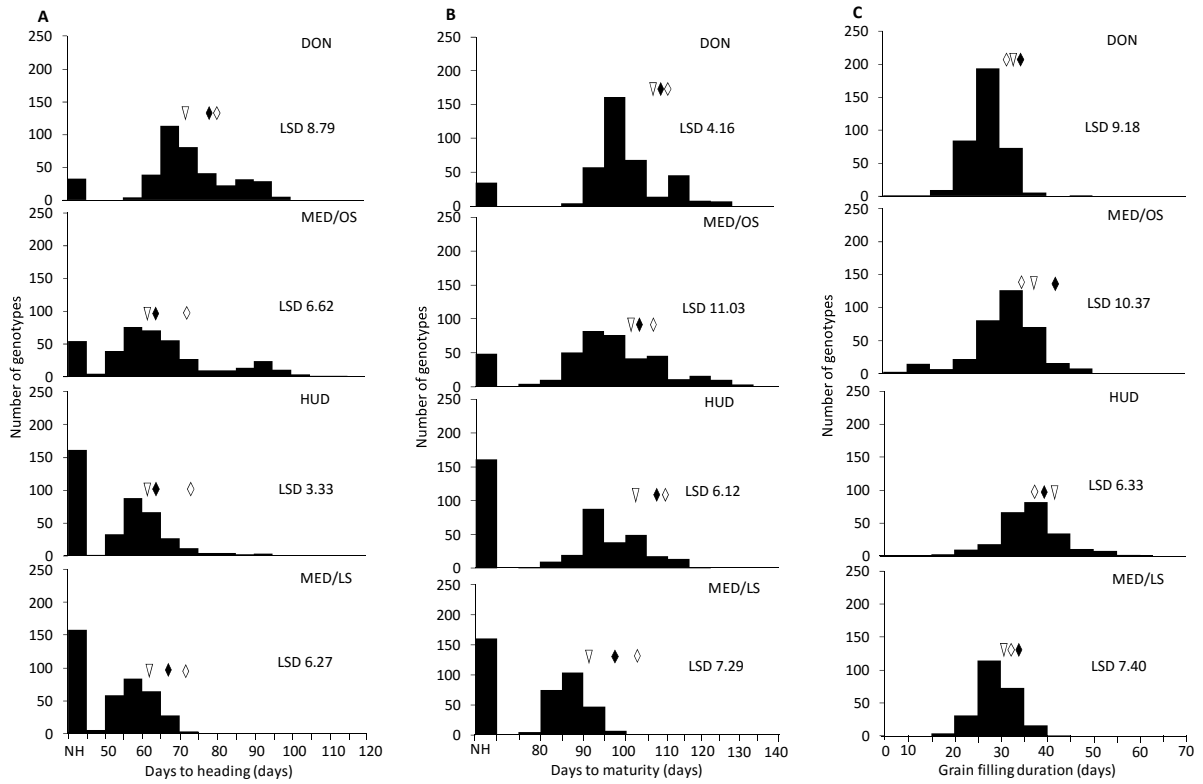 A
250
200
150
100
50
0
DON
LSD 8.79
250
200
150
100
50
0
MED/OS
LSD 6.62
250
200
150
100
50
0
HUD
LSD 3.33
250
200
150
100
50
0
MED/LS
LSD 6.27
Number of genotypes
NH 50 60 70 80 90 100 110 120
Days to heading (days)
B
250
200
150
100
50
0
DON
LSD 4.16
250
200
150
100
50
0
MED/OS
LSD 11.03
250
200
150
100
50
0
HUD
LSD 6.12
250
200
150
100
50
0
MED/LS
LSD 7.29
Number of genotypes
NH 80 100 120 130 140
Days to maturity (days)
C
250
200
150
100
50
0
DON
LSD 9.18
250
200
150
100
50
0
MED/OS
LSD 10.37
250
200
150
100
50
0
HUD
LSD 6.33
250
200
150
100
50
0
MED/LS
LSD 7.40
Number of genotypes
0 10 20 30 40 50 60 70
Grain filling duration (days)